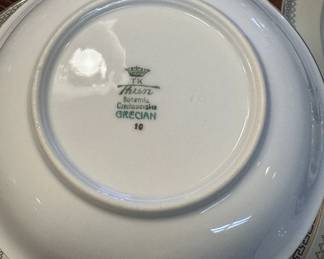 TK
Thun
Bohemia
Czechoslovakia
GRECIAN
10